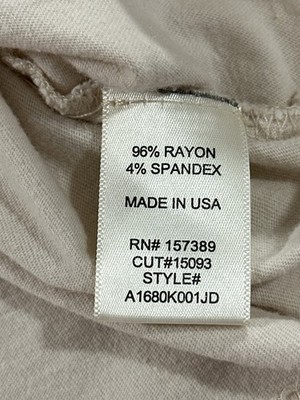 96% RAYON
4% SPANDEX
MADE IN USA
RN# 157389
CUT#15093
STYLE#
A1680K001JD